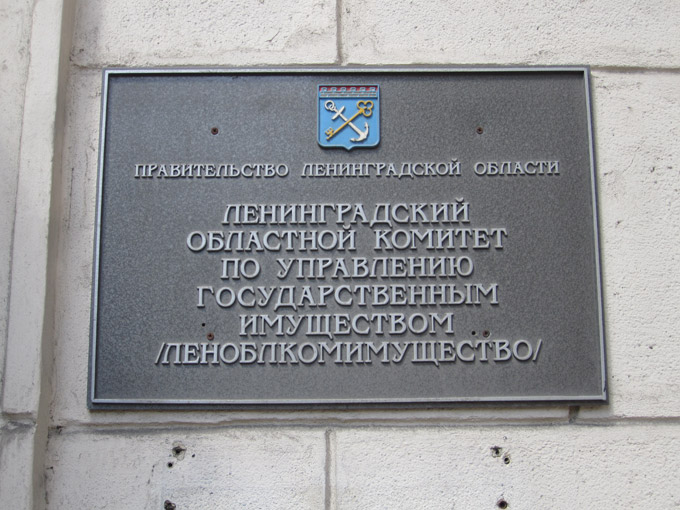 ПРАВИТЕЛЬСТВО ЛЕНИНГРАДСКОЙ ОБЛАСТИ
ЛЕНИНГРАДСКИЙ
ОБЛАСТНОЙ КОМИТЕТ
ПО УПРАВЛЕНИЮ
ГОСУДАРСТВЕННЫМ
ИМУЩЕСТВОМ
/ЛЕНОБЛКОМИМУЩЕСТВО/